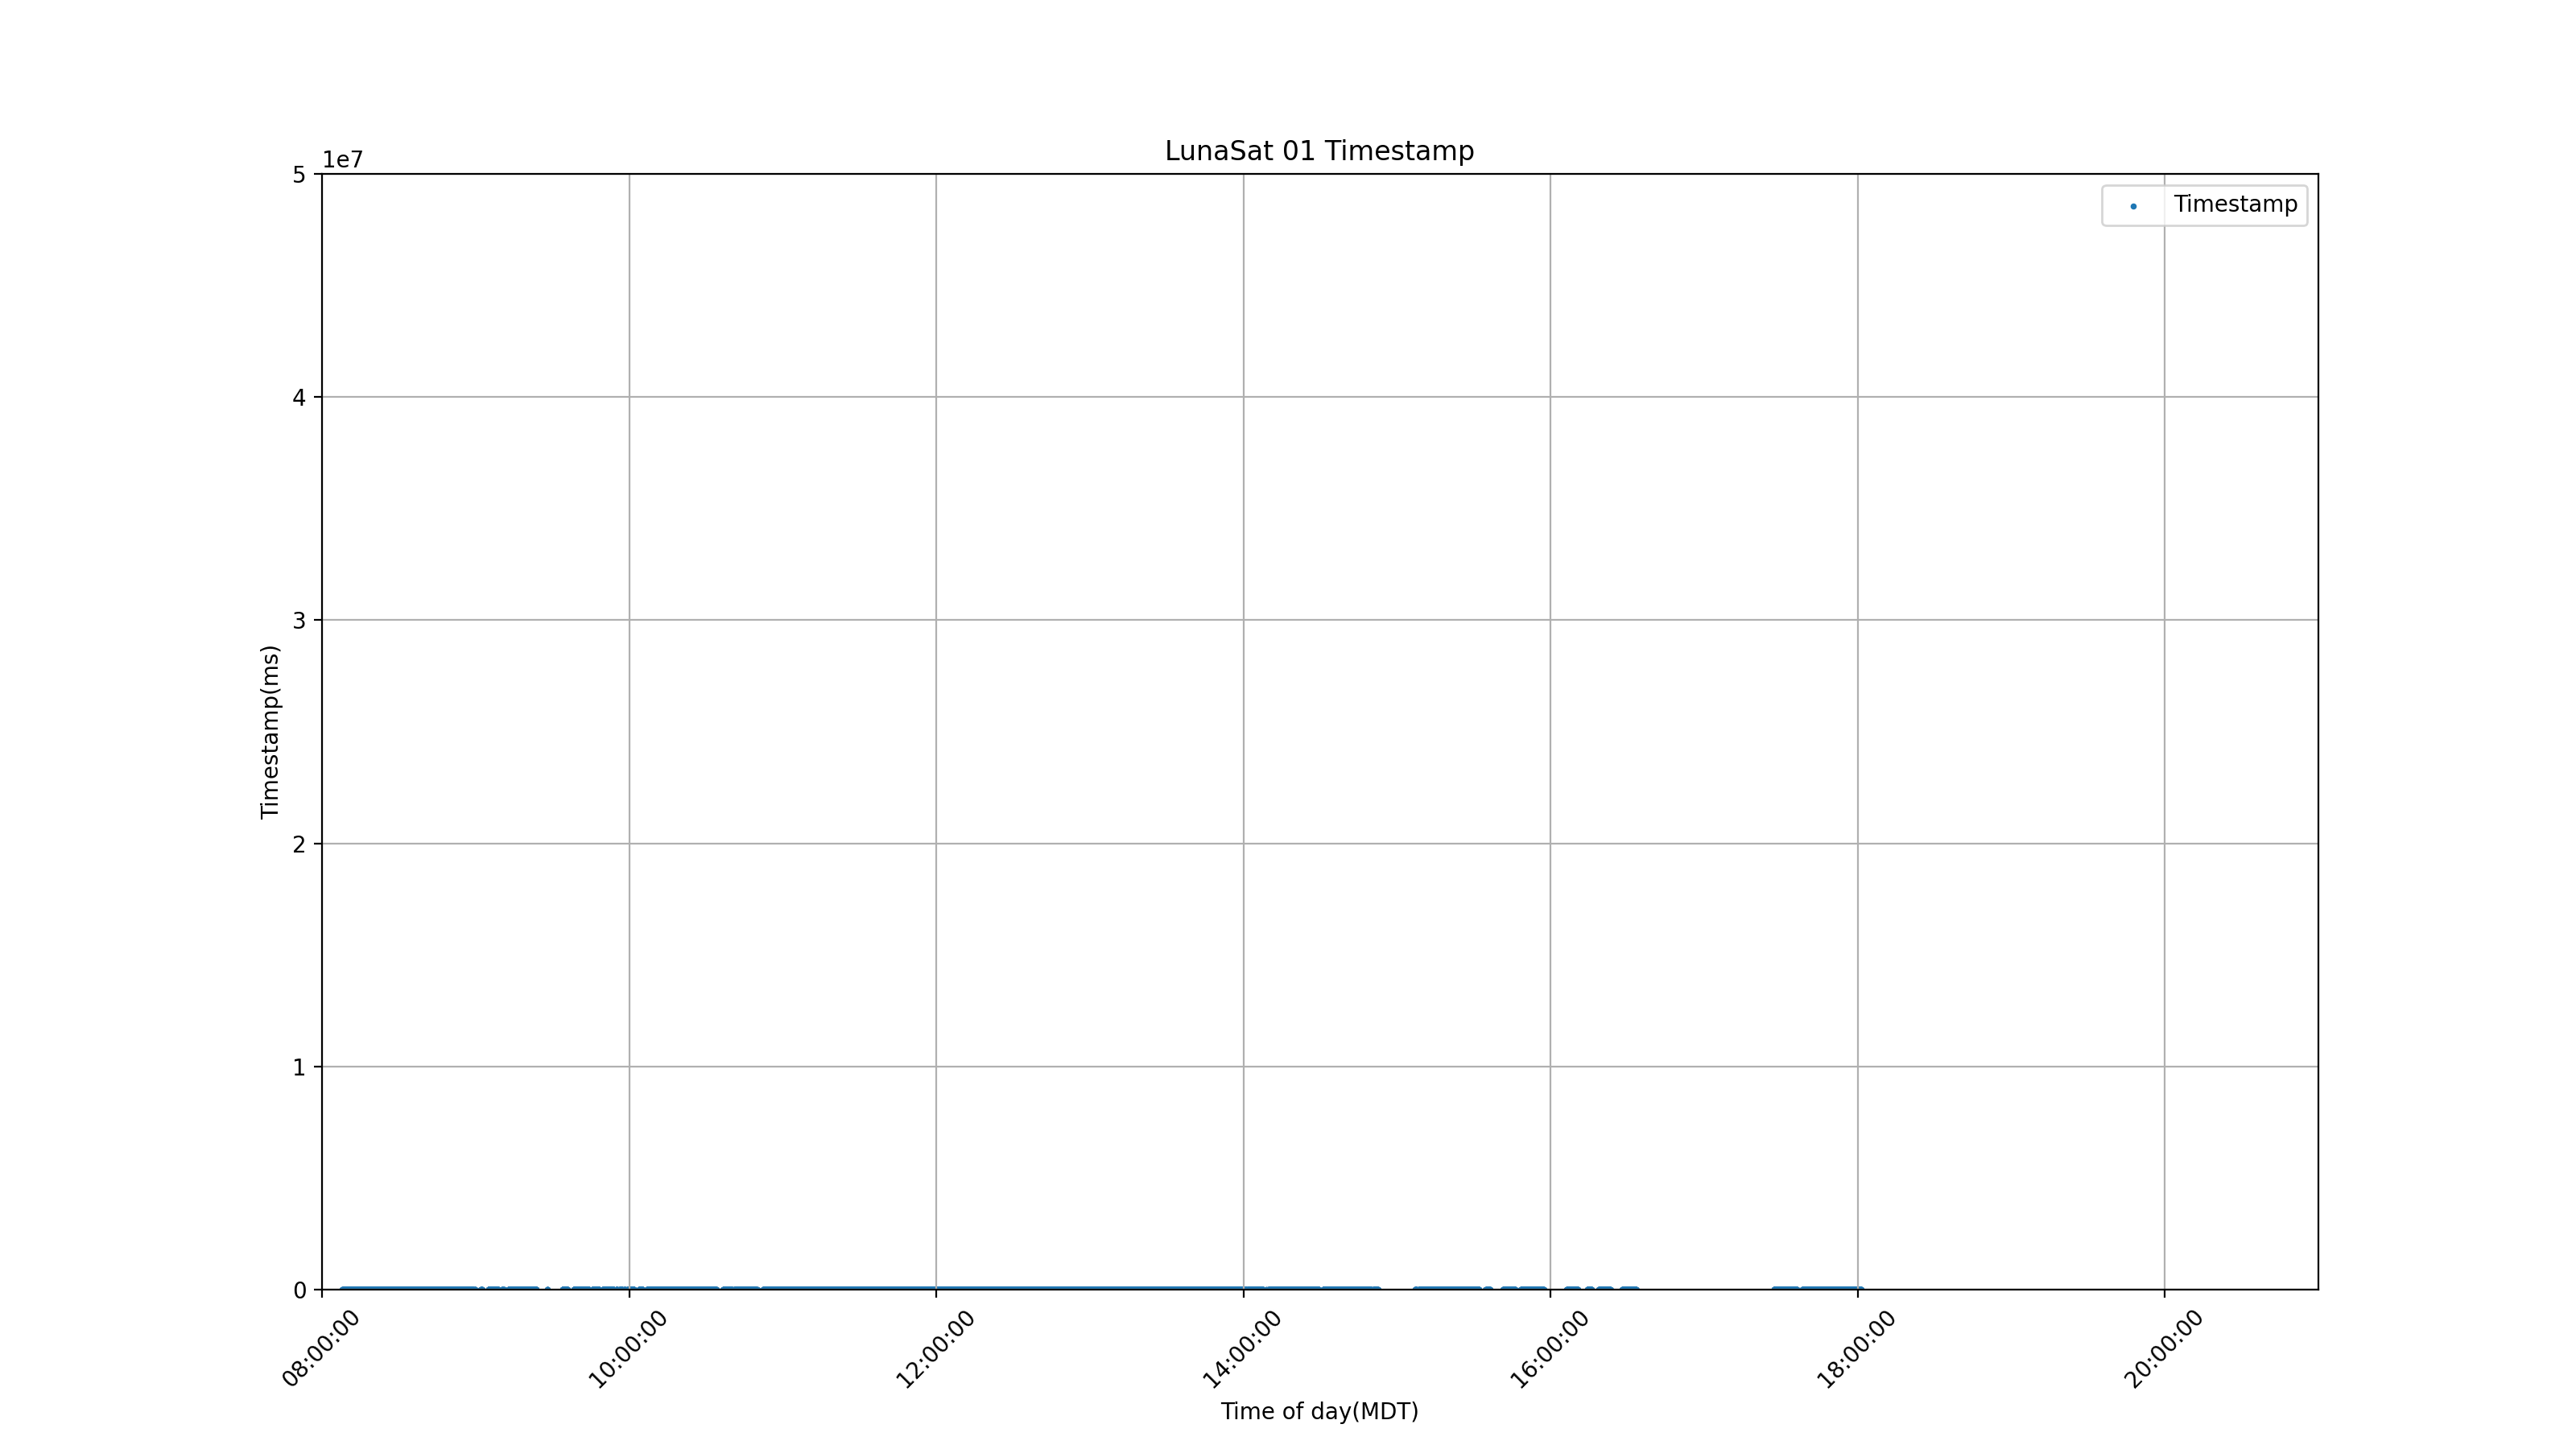 LunaSat 01 Timestamp
1e7
5
4
3
2
1
0
Timestamp
Timestamp(ms)
08:00:00
10:00:00
12:00:00
14:00:00
16:00:00
18:00:00
20:00:00
Time of day(MDT)